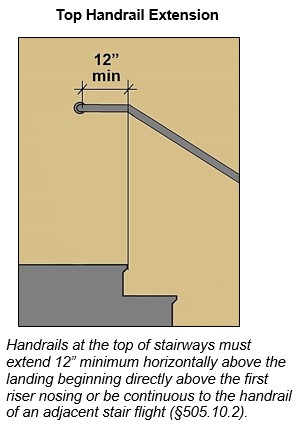 Top Handrail Extension
12”
min
Handrails at the top of stairways must
extend 12” minimum horizontally above the
landing beginning directly above the first
riser nosing or be continuous to the handrail
of an adjacent stair flight (§505.10.2).